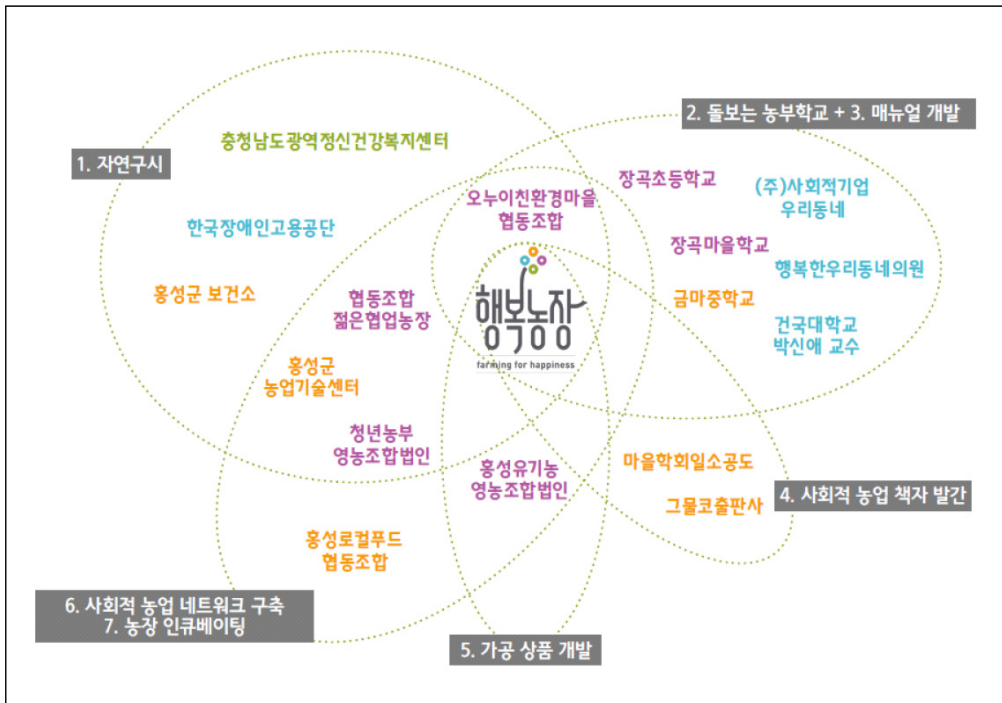 2. 돌보는 농부학교 + 3. 매뉴얼 개발
충청남도광역정신건강복지센터
1. 자연구시
장곡초등학교
(주)사회적기업
우리동네
오누이친환경마을
협동조합
한국장애인고용공단
장곡마을학교
행복한우리동네의원
홍성군 보건소
협동조합
젊은협업농장
금마중학교
행복농장
farming for happiness
건국대학교
박신애 교수
홍성군
농업기술센터
청년농부
영농조합법인
홍성유기농
영농조합법인
마을학회일소공도
그물코출판사
4. 사회적 농업 책자 발간
홍성로컬푸드
협동조합
6. 사회적 농업 네트워크 구축
7. 농장 인큐베이팅
5. 가공 상품 개발